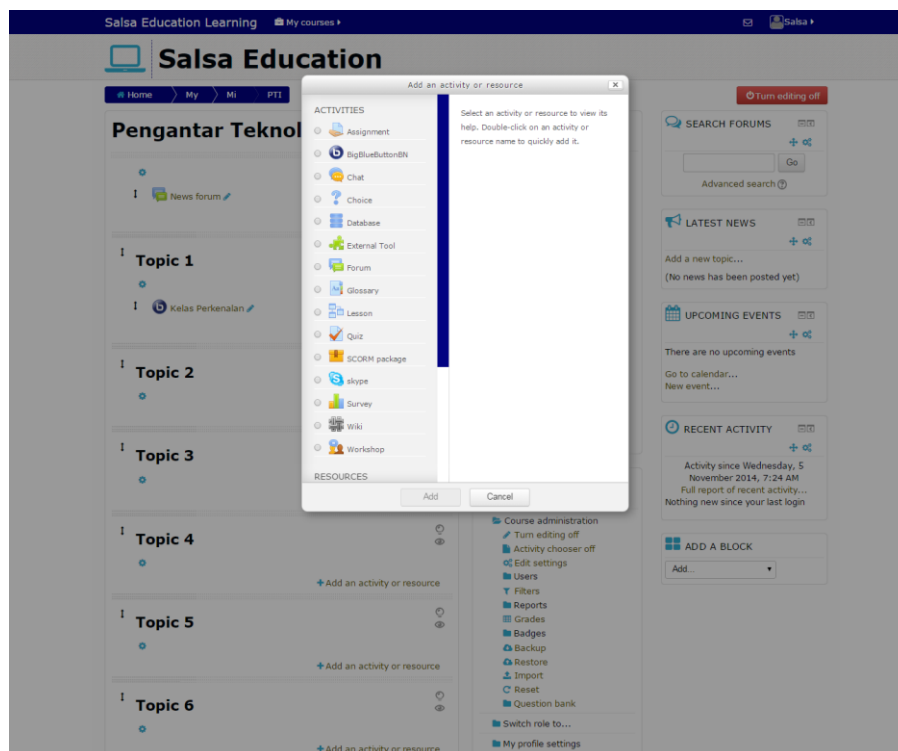 Salsa Education Learning My courses Salsa
Salsa Education
Home My Mi PTI
Turn editing off
Pengantar Teknol
News forum
Topic 1
Kelas Perkenalan
Topic 2
Topic 3
Topic 4
Add an activity or resource
Topic 5
Add an activity or resource
Topic 6
Add an activity or resource
Add an activity or resource
ACTIVITIES
Assignment
BigBlueButtonBN
Chat
Choice
Database
External Tool
Forum
Glossary
Lesson
Quiz
SCORM package
skype
Survey
Wiki
Workshop
RESOURCES
Select an activity or resource to view its
help. Double-click on an activity or
resource name to quickly add it.
Add Cancel
Course administration
Turn editing off
Activity chooser off
Edit settings
Users
Filters
Reports
Grades
Badges
Backup
Restore
Import
Reset
Question bank
Switch role to...
My profile settings
SEARCH FORUMS
Go
Advanced search
LATEST NEWS
Add a new topic...
(No news has been posted yet)
UPCOMING EVENTS
There are no upcoming events
Go to calendar...
New event...
RECENT ACTIVITY
Activity since Wednesday, 5
November 2014, 7:24 AM
Full report of recent activity...
Nothing new since your last login
ADD A BLOCK
Add...